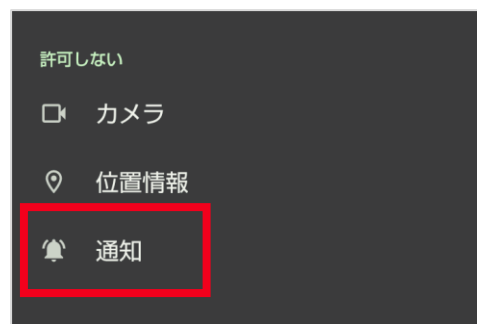 許可しない
カメラ
位置情報
通知